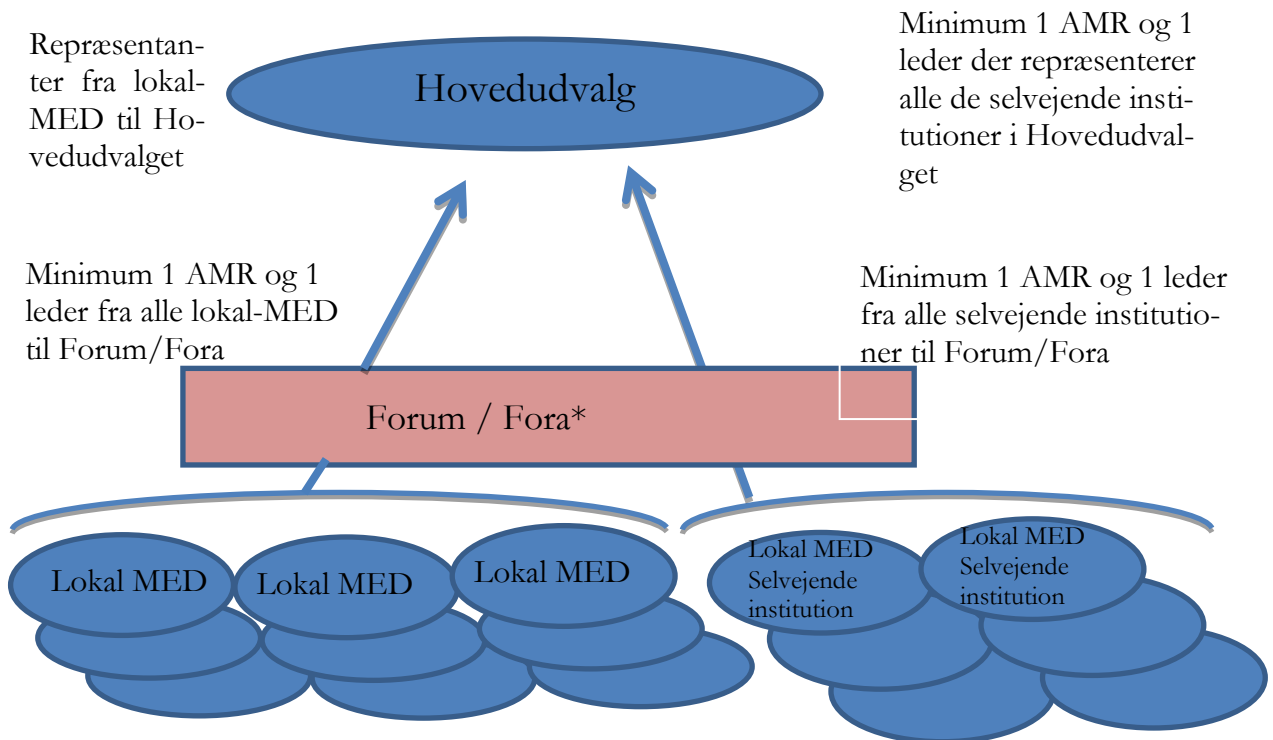 Repræsentan-
ter fra lokal-
MED til Ho-
vedudvalget
Hovedudvalg
Minimum 1 AMR og 1
leder der repræsenterer
alle de selvejende insti-
tutioner i Hovedudval-
get
Minimum 1 AMR og 1
leder fra alle lokal-MED
til Forum/Fora
Minimum 1 AMR og 1 leder
fra alle selvejende institutio-
ner til Forum/Fora
Forum / Fora*
Lokal MED
Lokal MED
Lokal MED
Lokal MED
Selvejende
institution
Lokal MED
Selvejende
institution